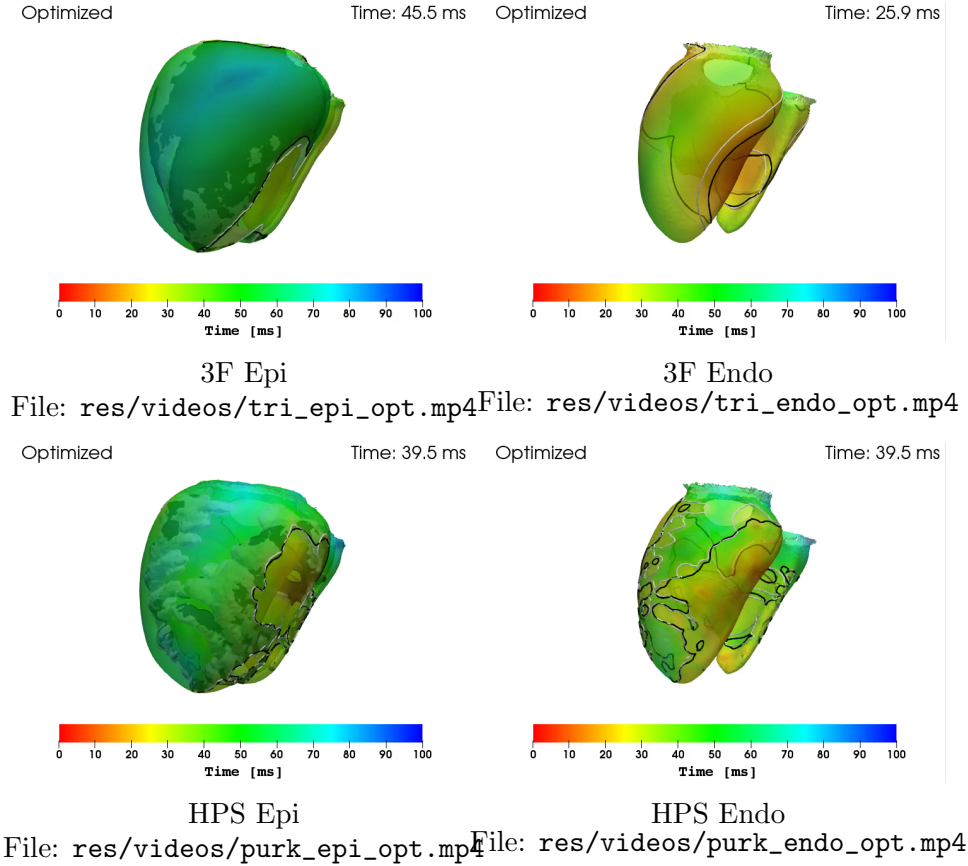 Optimized Time: 45.5 ms Optimized Time: 25.9 ms
0 10 20 30 40 50 60 70 80 90 100 0 10 20 30 40 50 60 70 80 90 100
Time [ms] Time [ms]
3F Epi 3F Endo
File: res/videos/tri_epi_opt.mp4 File: res/videos/tri_endo_opt.mp4
Optimized Time: 39.5 ms Optimized Time: 39.5 ms
0 10 20 30 40 50 60 70 80 90 100 0 10 20 30 40 50 60 70 80 90 100
Time [ms] Time [ms]
HPS Epi HPS Endo
File: res/videos/purk_epi_opt.mp4 File: res/videos/purk_endo_opt.mp4